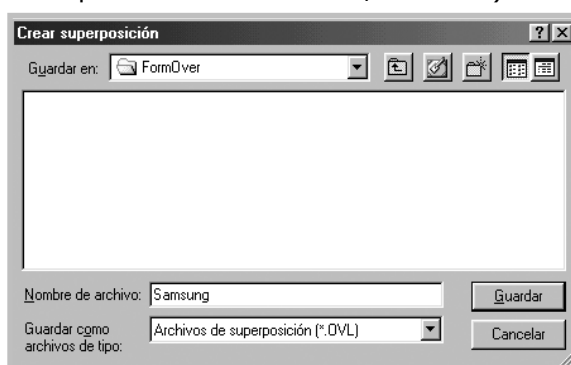 Crear superposición
Guardar en: FormOver
Nombre de archivo: Samsung
Guardar
Guardar como archivos de tipo: Archivos de superposición (*.OVL)
Cancelar